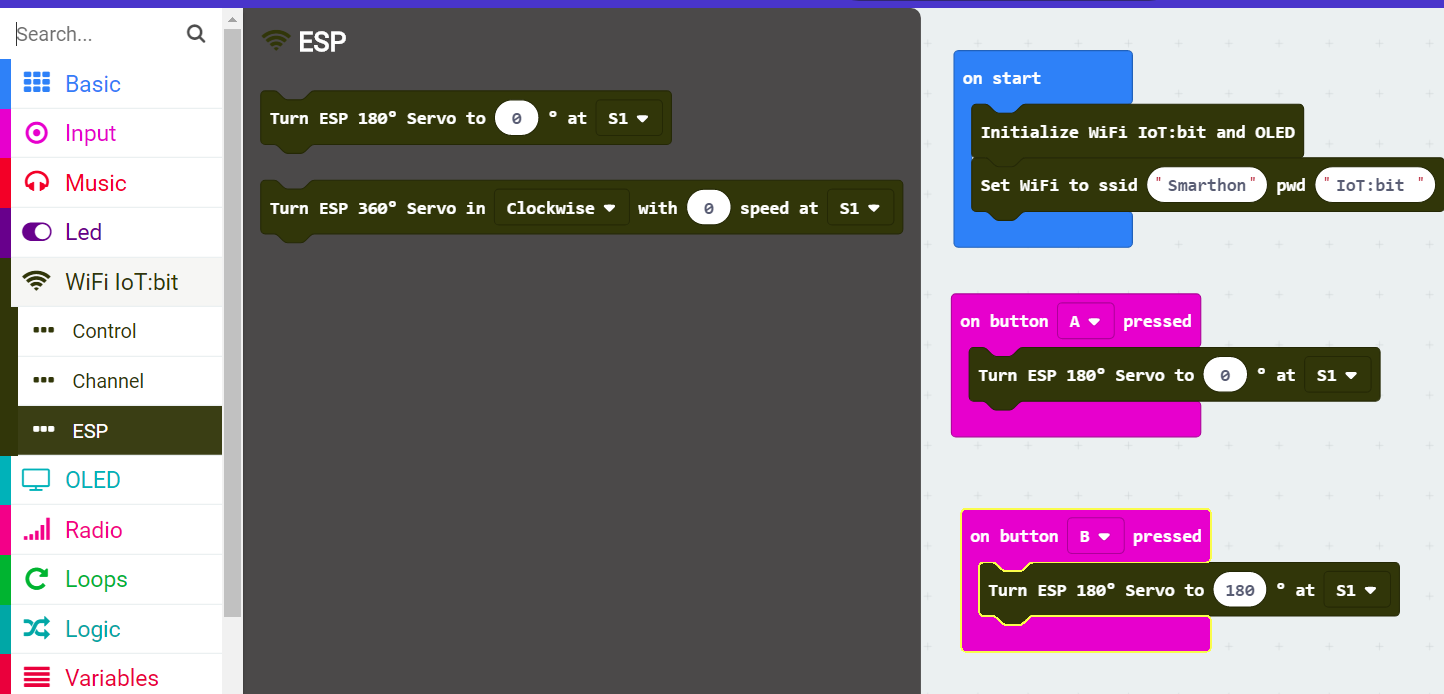 Search...
Basic
Input
Music
Led
WiFi IoT:bit
Control
Channel
ESP
OLED
Radio
Loops
Logic
Variables
ESP
Turn ESP 180° Servo to 0 ° at S1
Turn ESP 360° Servo in Clockwise with 0 speed at S1
on start
Initialize WiFi IoT:bit and OLED
Set WiFi to ssid "Smarthon" pwd "IoT:bit "
on button A pressed
Turn ESP 180° Servo to 0 ° at S1
on button B pressed
Turn ESP 180° Servo to 180 ° at S1